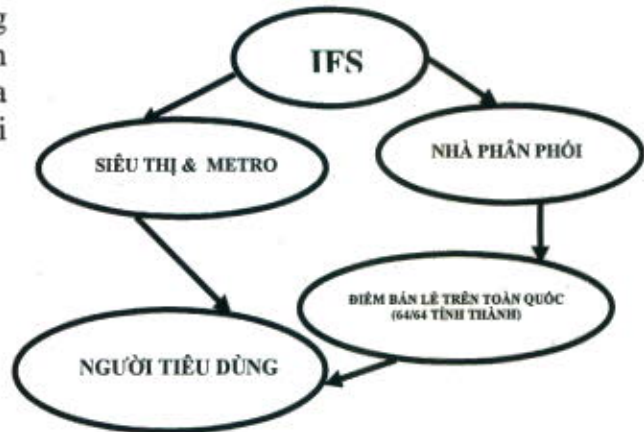 g
n
a
i
IFS
SIÊU THỊ & METRO
NHÀ PHÂN PHỐI
ĐIỂM BÁN LẺ TRÊN TOÀN QUỐC
(64/64 TỈNH THÀNH)
NGƯỜI TIÊU DÙNG